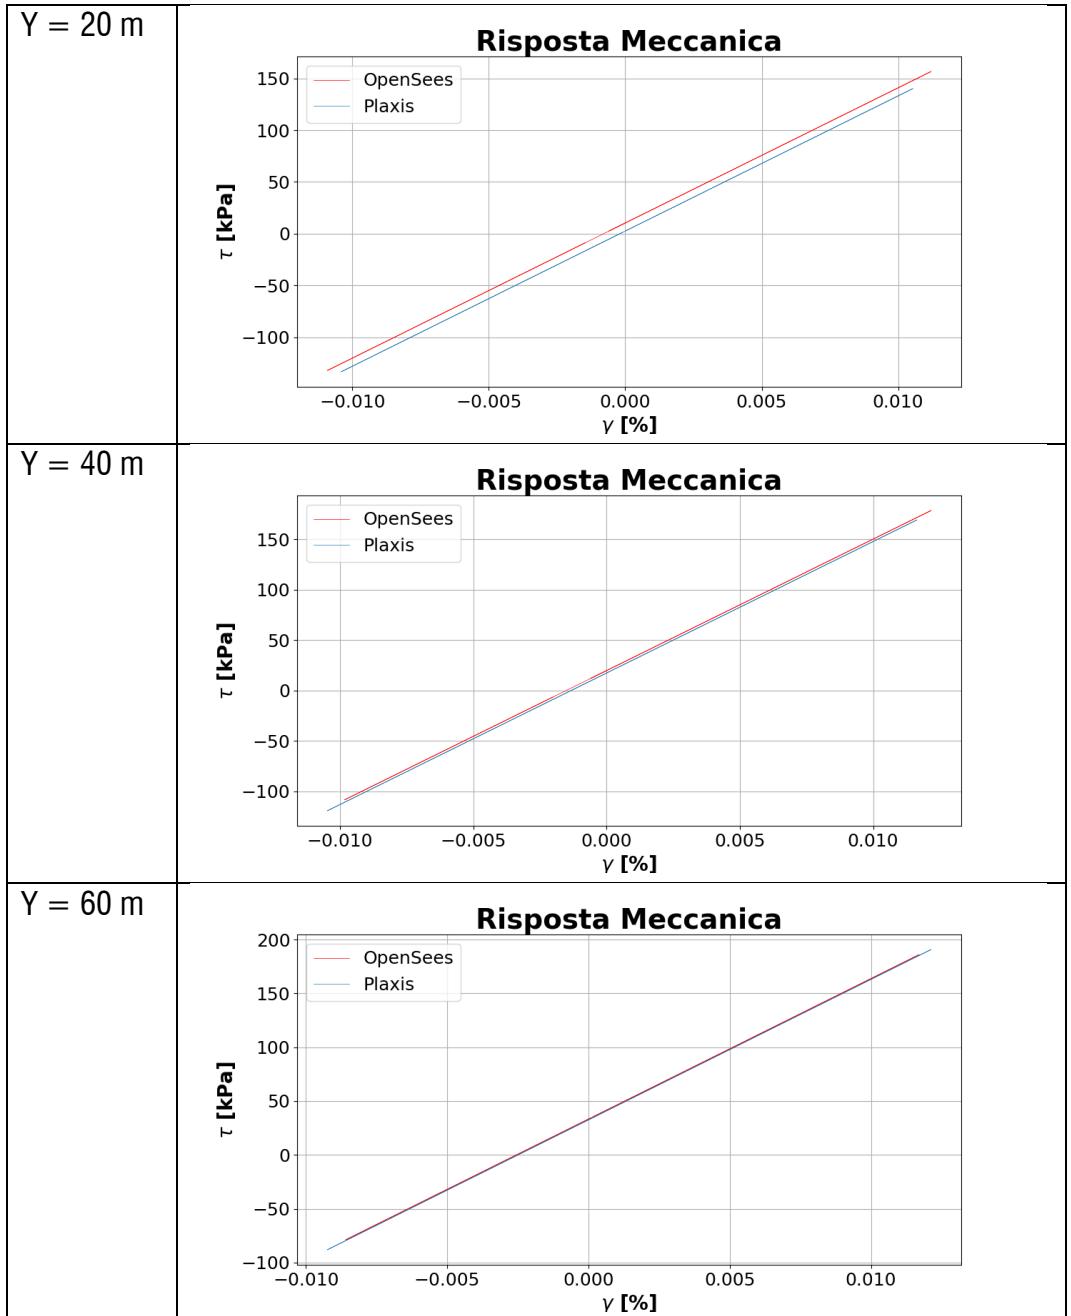 Y = 20 m
Risposta Meccanica
OpenSees
Plaxis
150
100
50
0
−50
−100
τ [kPa]
−0.010 −0.005 0.000 0.005 0.010
γ [%]
Y = 40 m
Risposta Meccanica
OpenSees
Plaxis
150
100
50
0
−50
−100
τ [kPa]
−0.010 −0.005 0.000 0.005 0.010
γ [%]
Y = 60 m
Risposta Meccanica
OpenSees
Plaxis
200
150
100
50
0
−50
−100
τ [kPa]
−0.010 −0.005 0.000 0.005 0.010
γ [%]